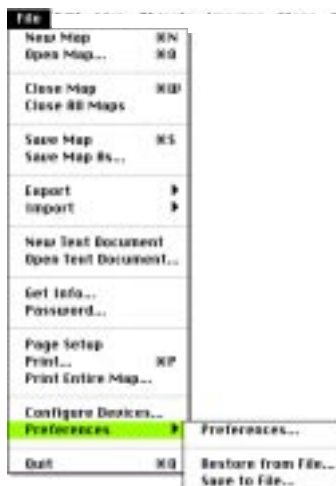 File
New Map ⌘N
Open Map... ⌘O
Close Map ⌘W
Close All Maps
Save Map ⌘S
Save Map As...
Export
Import
New Text Document
Open Text Document...
Get Info...
Password...
Page Setup
Print... ⌘P
Print Entire Map...
Configure Devices...
Preferences
Preferences...
Quit ⌘Q
Restore from File...
Save to File...